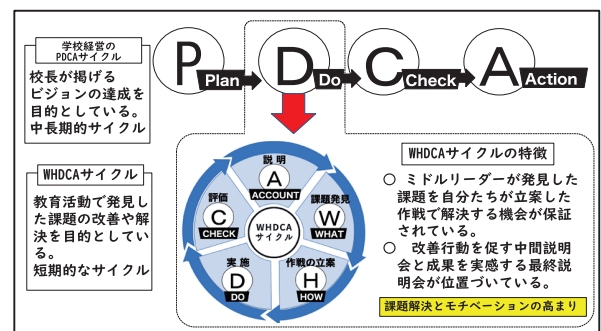 学校経営の
PDCAサイクル
校長が掲げる
ビジョンの達成を
目的としている。
中長期的サイクル
P Plan D Do C Check A Action
WHDCAサイクル
教育活動で発見し
た課題の改善や解
決を目的としてい
る。
短期的なサイクル
説明
A
ACCOUNT
課題発見
W
WHAT
作戦の立案
H
HOW
実施
D
DO
評価
C
CHECK
WHDCA
サイクル
WHDCAサイクルの特徴
○ ミドルリーダーが発見した
課題を自分たちが立案した
作戦で解決する機会が保証
されている。
○ 改善行動を促す中間説明
会と成果を実感する最終説
明会が位置づいている。
課題解決とモチベーションの高まり